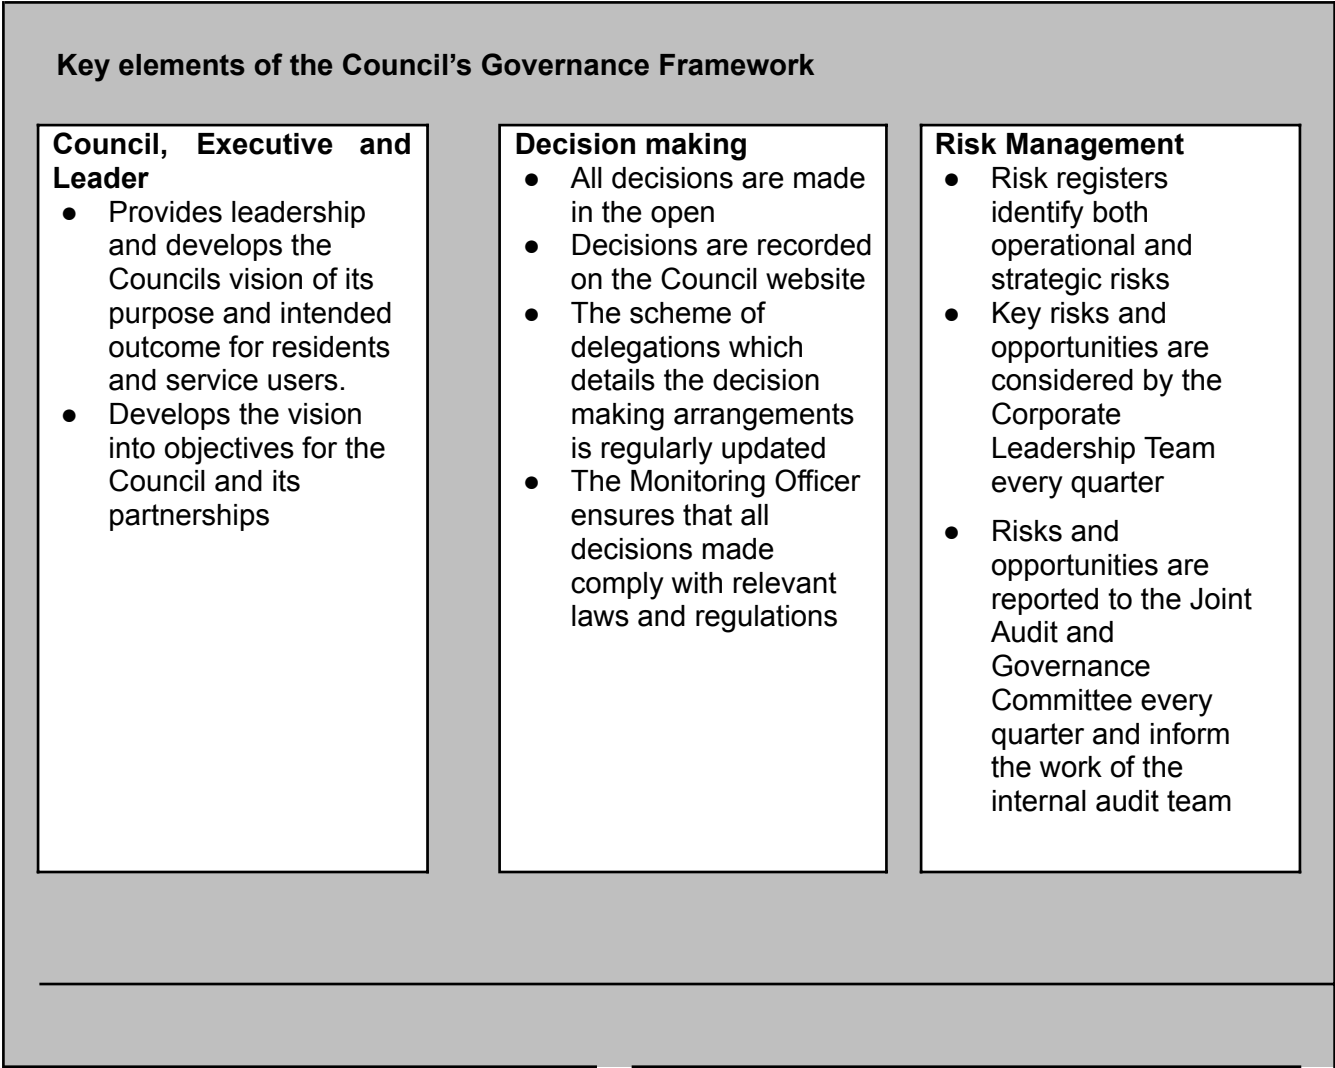 Key elements of the Council’s Governance Framework
Council, Executive and
Leader
● Provides leadership
and develops the
Councils vision of its
purpose and intended
outcome for residents
and service users.
● Develops the vision
into objectives for the
Council and its
partnerships
Decision making
● All decisions are made
in the open
● Decisions are recorded
on the Council website
● The scheme of
delegations which
details the decision
making arrangements
is regularly updated
● The Monitoring Officer
ensures that all
decisions made
comply with relevant
laws and regulations
Risk Management
● Risk registers
identify both
operational and
strategic risks
● Key risks and
opportunities are
considered by the
Corporate
Leadership Team
every quarter
● Risks and
opportunities are
reported to the Joint
Audit and
Governance
Committee every
quarter and inform
the work of the
internal audit team